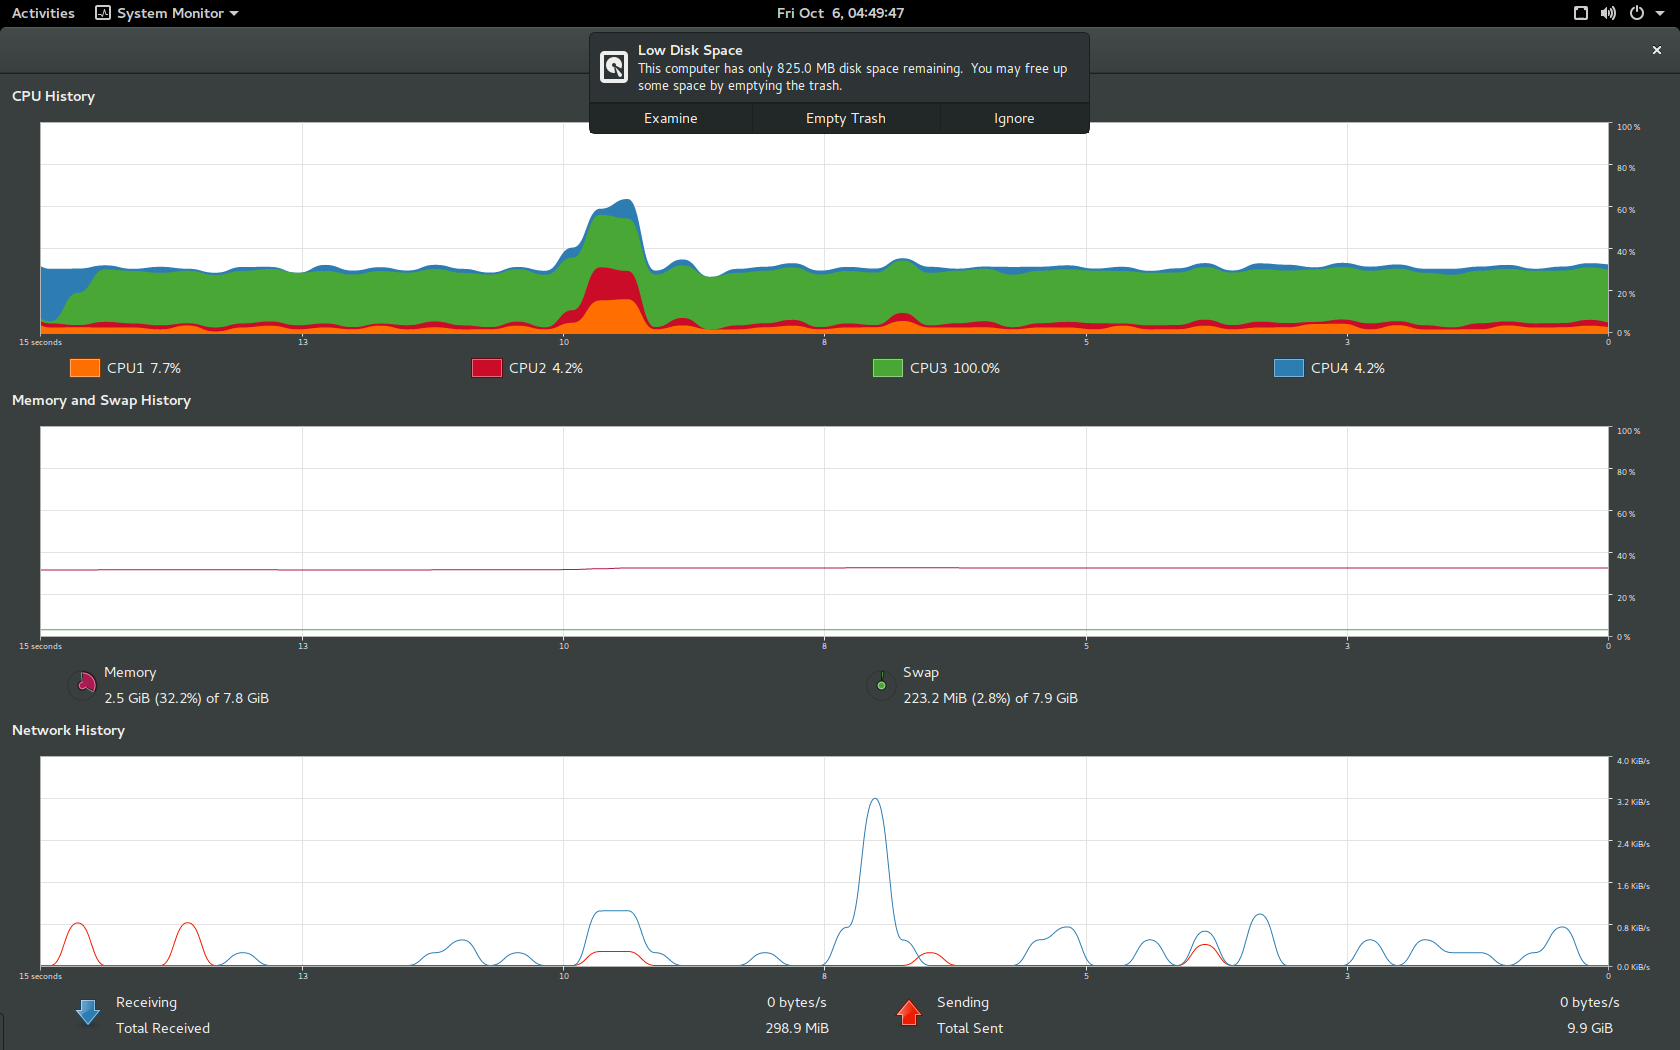 Activities System Monitor Fri Oct 6, 04:49:47
Low Disk Space
This computer has only 825.0 MB disk space remaining. You may free up
some space by emptying the trash.
Examine Empty Trash Ignore
CPU History
100 %
80 %
60 %
40 %
20 %
0 %
15 seconds 13 10 8 5 3 0
CPU1 7.7% CPU2 4.2% CPU3 100.0% CPU4 4.2%
Memory and Swap History
100 %
80 %
60 %
40 %
20 %
0 %
15 seconds 13 10 8 5 3 0
Memory Swap
2.5 GiB (32.2%) of 7.8 GiB 223.2 MiB (2.8%) of 7.9 GiB
Network History
4.0 KiB/s
3.2 KiB/s
2.4 KiB/s
1.6 KiB/s
0.8 KiB/s
0.0 KiB/s
15 seconds 13 10 8 5 3 0
Receiving 0 bytes/s Sending 0 bytes/s
Total Received 298.9 MiB Total Sent 9.9 GiB